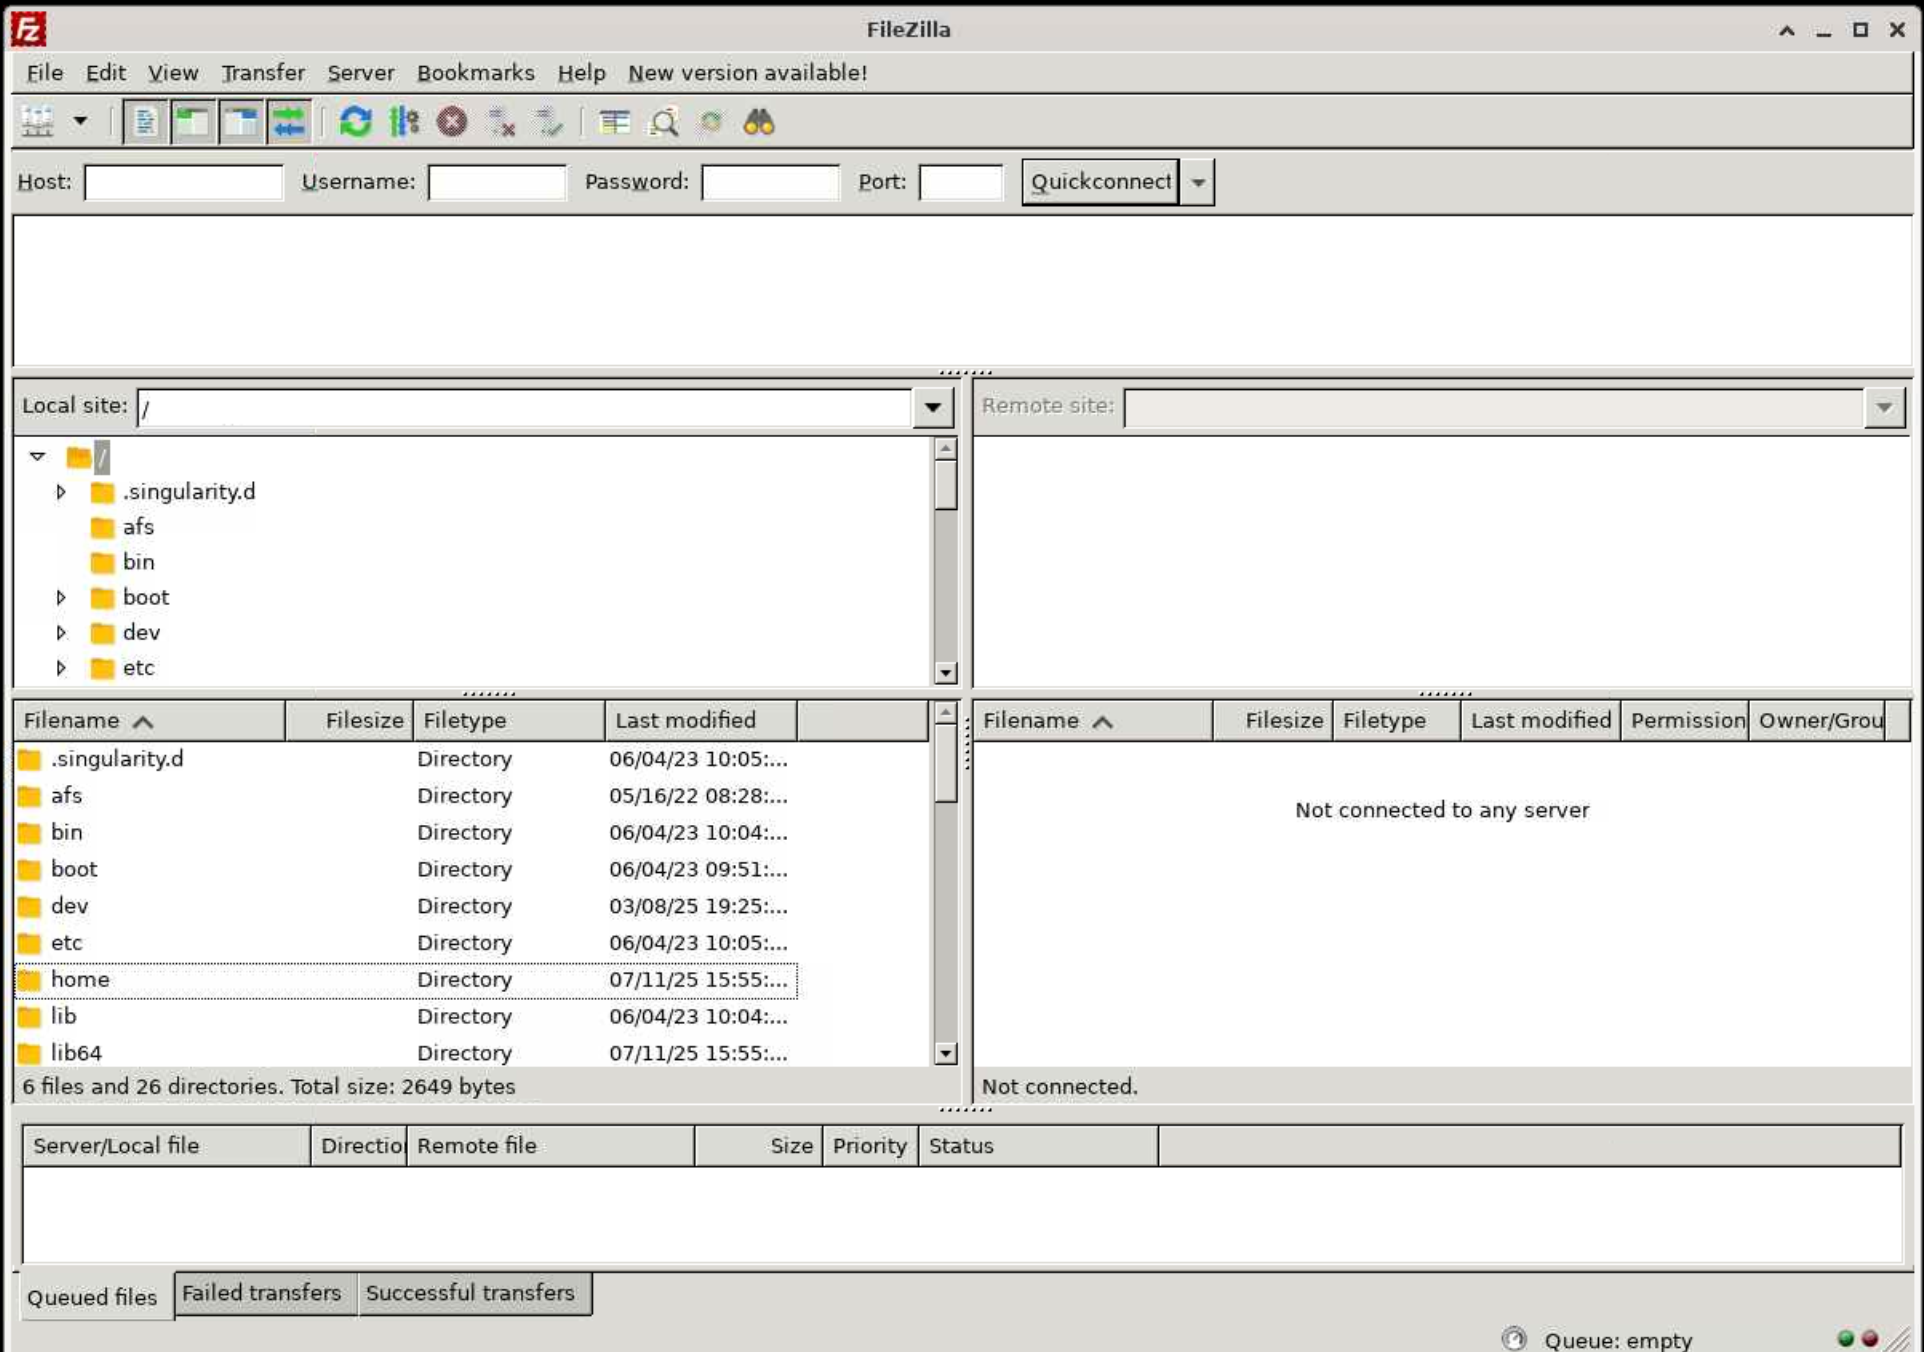 FileZilla
File Edit View Transfer Server Bookmarks Help New version available!
Host: Username: Password: Port: Quickconnect
Local site: /
Remote site:
/
.singularity.d
afs
bin
boot
dev
etc
Filename Filesize Filetype Last modified
.singularity.d Directory 06/04/23 10:05:...
afs Directory 05/16/22 08:28:...
bin Directory 06/04/23 10:04:...
boot Directory 06/04/23 09:51:...
dev Directory 03/08/25 19:25:...
etc Directory 06/04/23 10:05:...
home Directory 07/11/25 15:55:...
lib Directory 06/04/23 10:04:...
lib64 Directory 07/11/25 15:55:...
6 files and 26 directories. Total size: 2649 bytes
Filename Filesize Filetype Last modified Permission Owner/Grou
Not connected to any server
Not connected.
Server/Local file Directio Remote file Size Priority Status
Queued files Failed transfers Successful transfers
Queue: empty